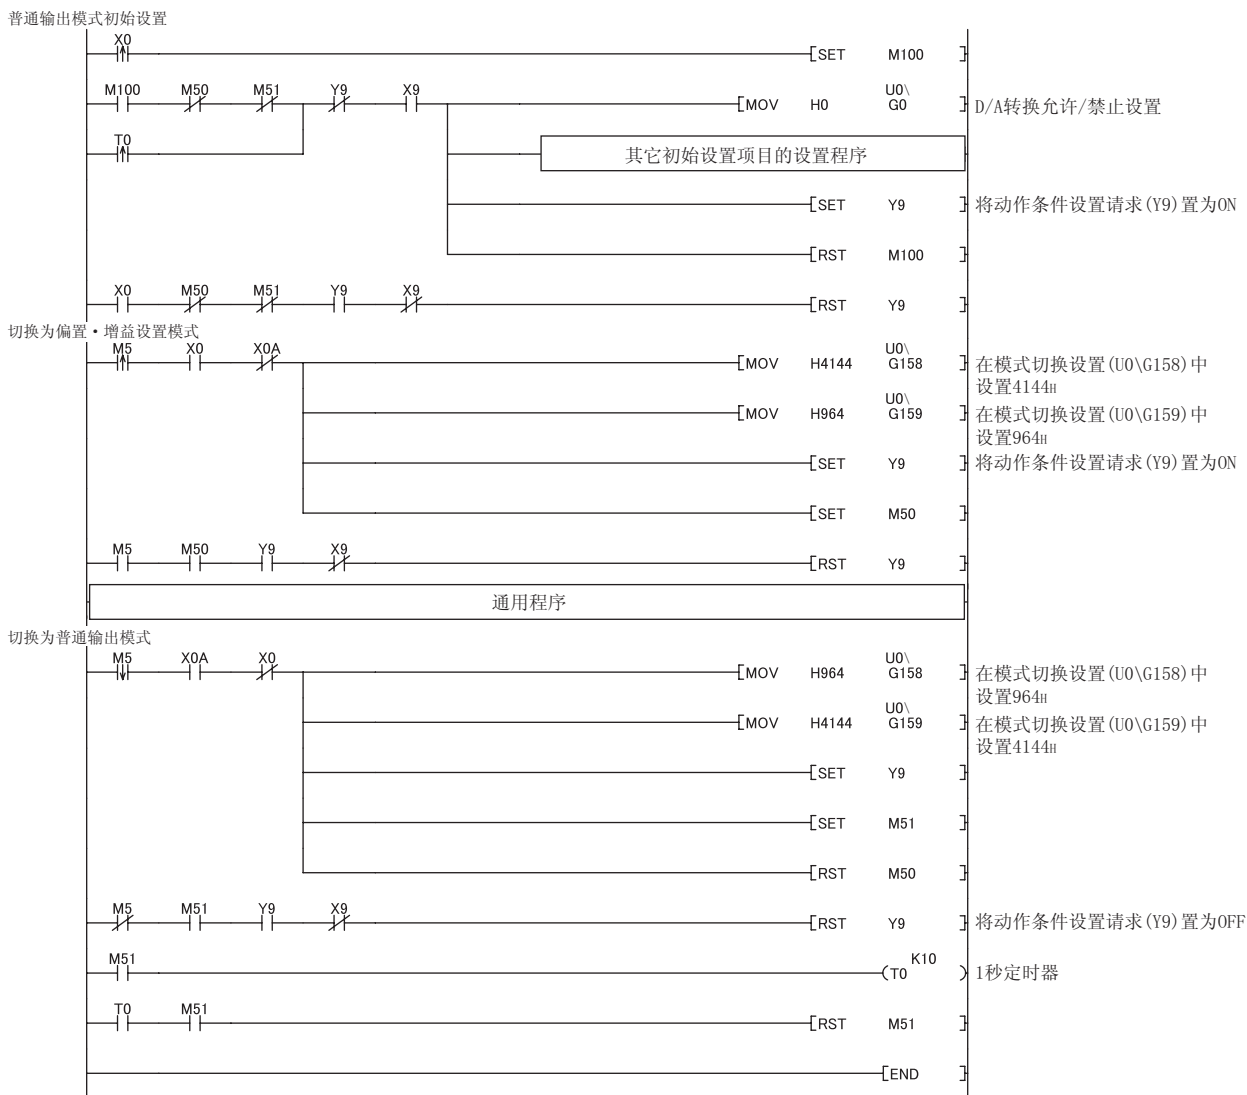 普通输出模式初始设置
X0
[SET M100 ]
M100 M50 M51 Y9 X9 U0\
[MOV H0 G0 ] D/A转换允许/禁止设置
T0
其它初始设置项目的设置程序
[SET Y9 ] 将动作条件设置请求(Y9)置为ON
[RST M100 ]
X0 M50 M51 Y9 X9
[RST Y9 ]
切换为偏置·增益设置模式
M5 X0 X0A U0\
[MOV H4144 G158 ] 在模式切换设置(U0\G158)中
设置4144H
U0\
[MOV H964 G159 ] 在模式切换设置(U0\G159)中
设置964H
[SET Y9 ] 将动作条件设置请求(Y9)置为ON
[SET M50 ]
M5 M50 Y9 X9
[RST Y9 ]
通用程序
切换为普通输出模式
M5 X0A X0 U0\
[MOV H964 G158 ] 在模式切换设置(U0\G158)中
设置964H
U0\
[MOV H4144 G159 ] 在模式切换设置(U0\G159)中
设置4144H
[SET Y9 ]
[SET M51 ]
[RST M50 ]
M5 M51 Y9 X9
[RST Y9 ] 将动作条件设置请求(Y9)置为OFF
M51 K10
(T0 ) 1秒定时器
T0 M51
[RST M51 ]
[END ]